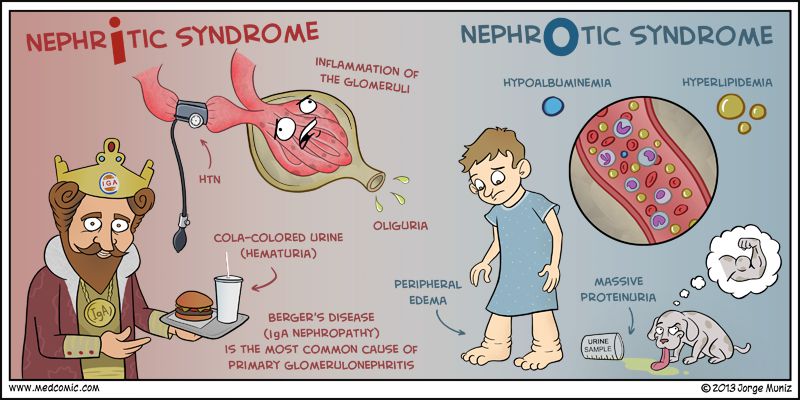 NEPHRiTIC SYNDROME
INFLAMMATION OF
THE GLOMERULI
HTN
OLIGURIA
IGA
COLA-COLORED URINE
(HEMATURIA)
IgA
BERGER'S DISEASE
(IgA NEPHROPATHY)
IS THE MOST COMMON CAUSE OF
PRIMARY GLOMERULONEPHRITIS
www.medcomic.com
NEPHROTIC SYNDROME
HYPOALBUMINEMIA
HYPERLIPIDEMIA
PERIPHERAL
EDEMA
MASSIVE
PROTEINURIA
URINE
SAMPLE
© 2013 Jorge Muniz